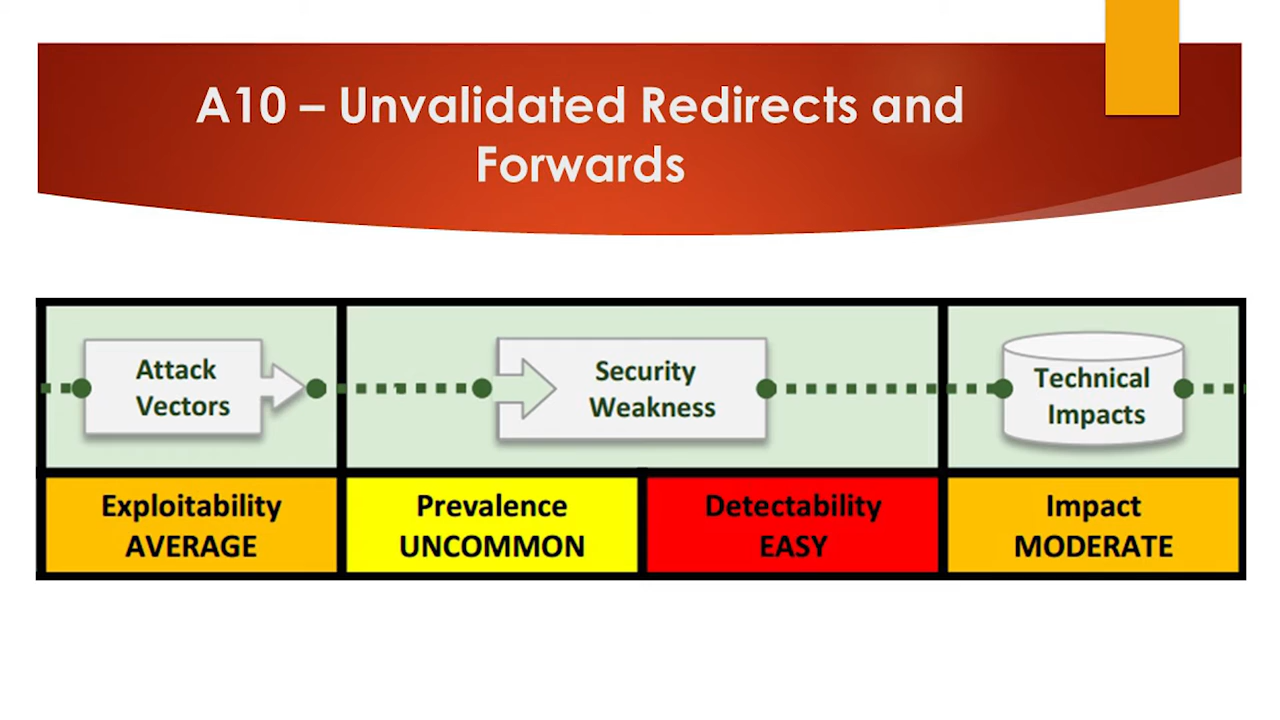 A10 – Unvalidated Redirects and
Forwards
Attack
Vectors
Security
Weakness
Technical
Impacts
Exploitability
AVERAGE
Prevalence
UNCOMMON
Detectability
EASY
Impact
MODERATE